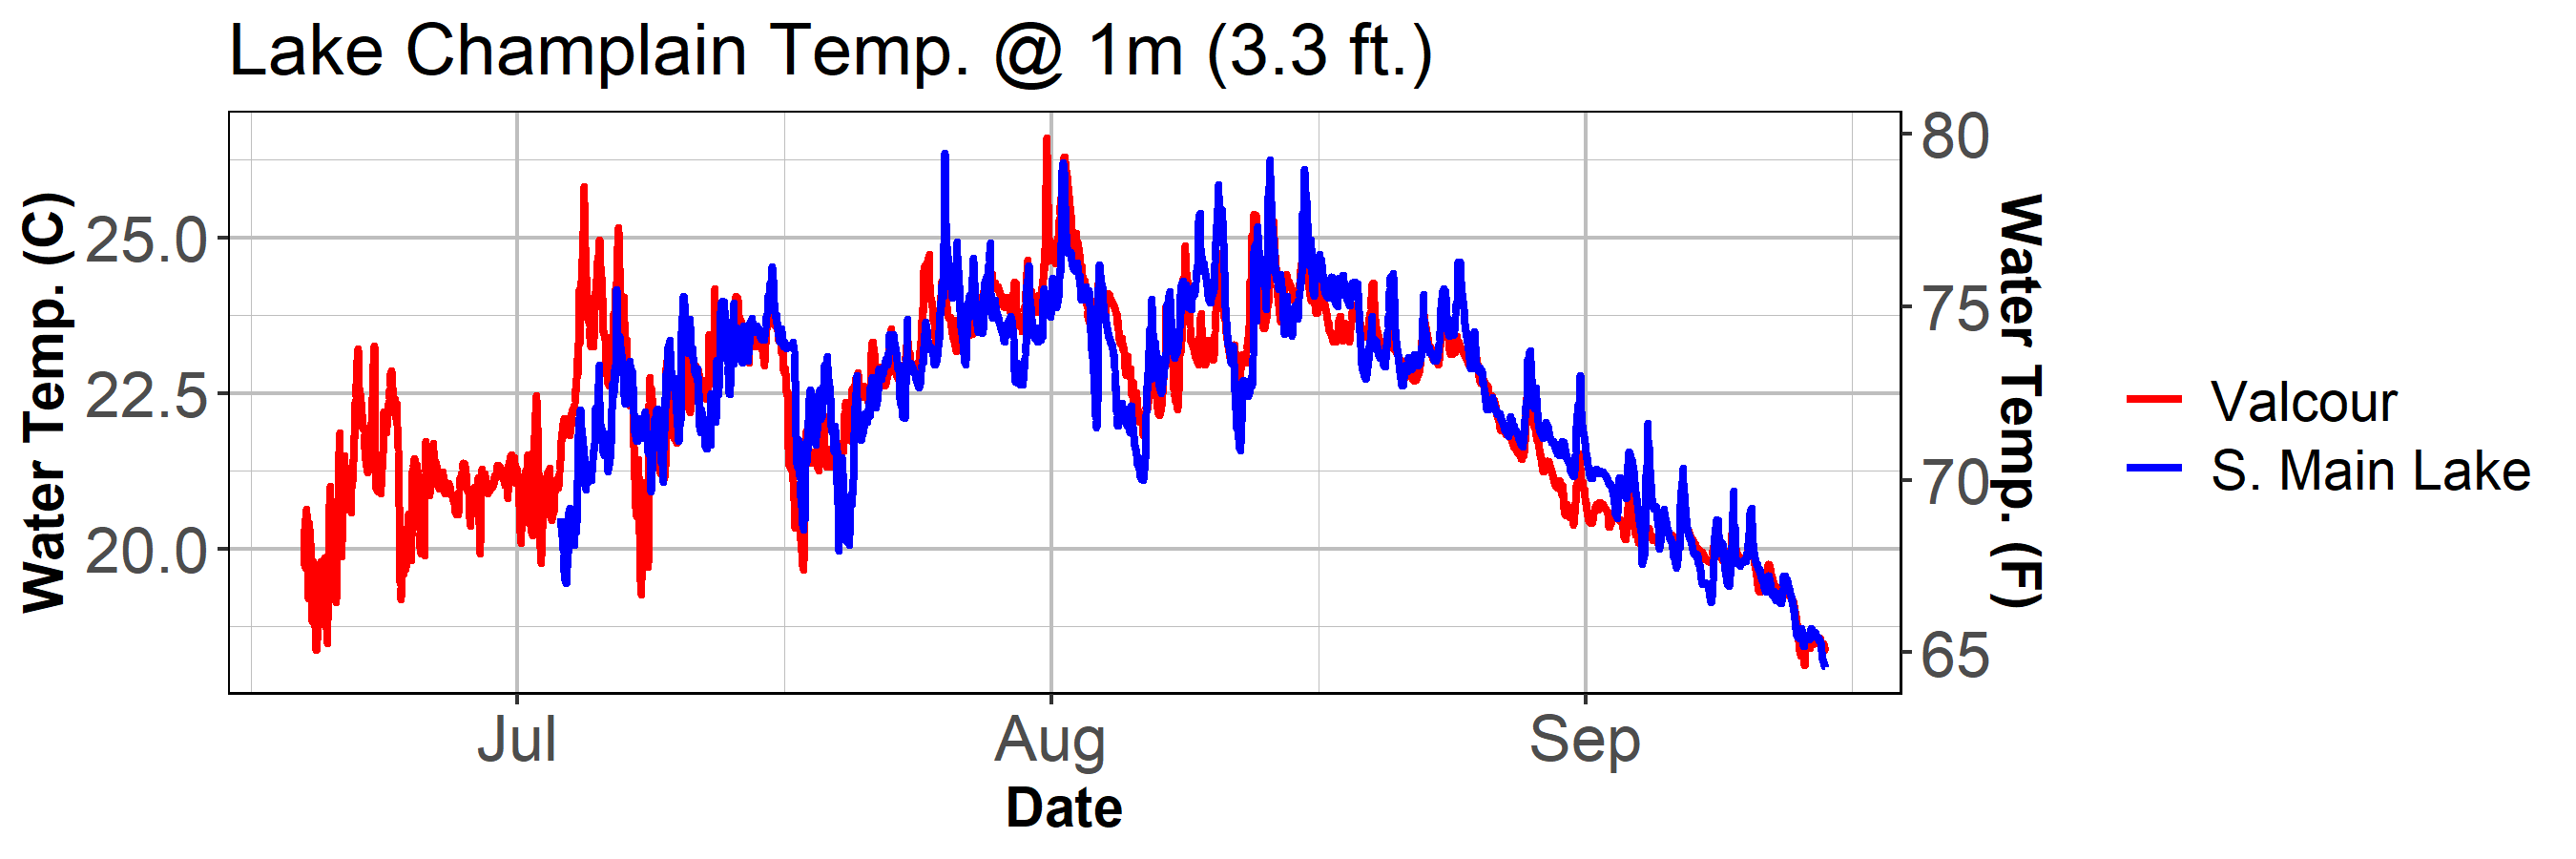 Lake Champlain Temp. @ 1m (3.3 ft.)
Water Temp. (C)
25.0
22.5
20.0
80
75
70
65
Water Temp. (F)
Jul
Aug
Sep
Date
Valcour
S. Main Lake